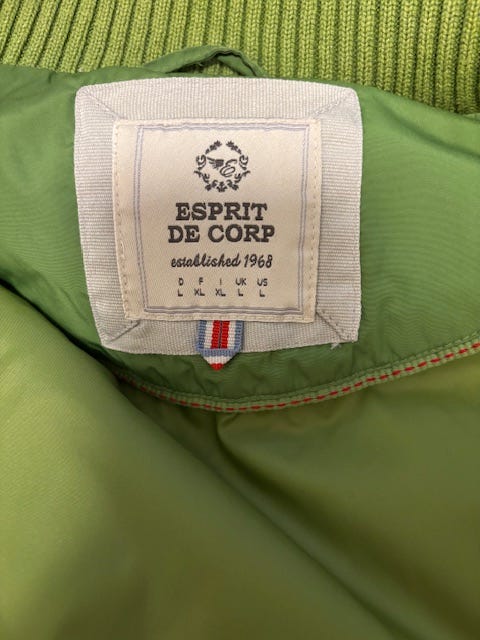 E
ESPRIT
DE CORP
established 1968
D F I UK US
L XL XL L L